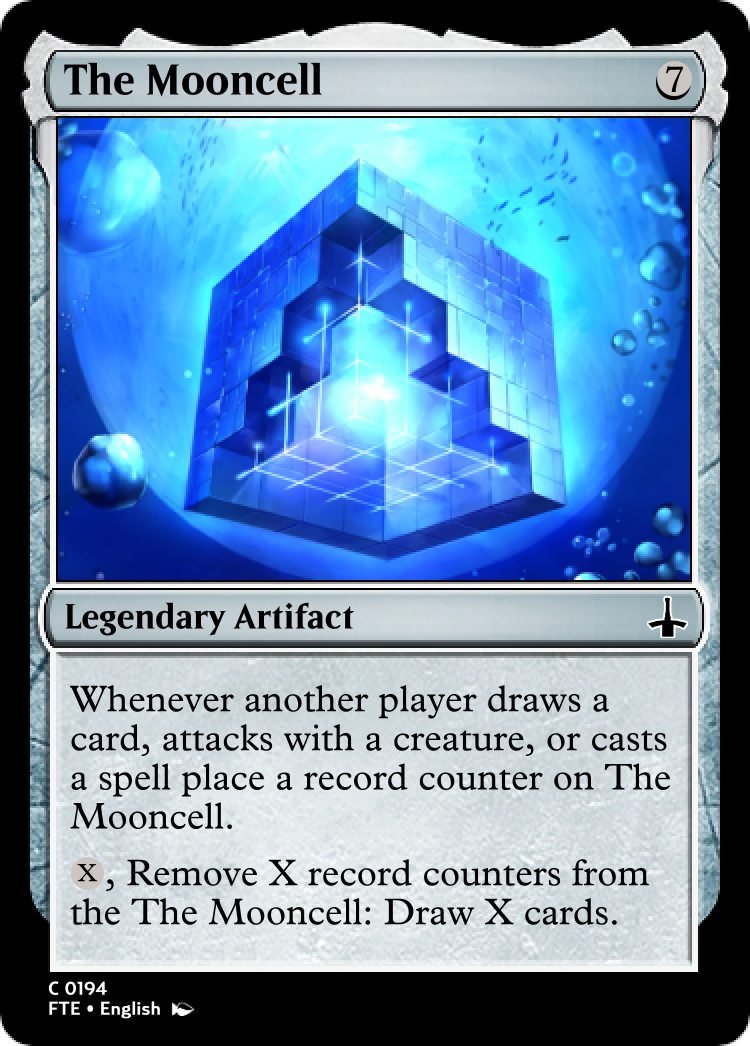 The Mooncell 7
Legendary Artifact
Whenever another player draws a
card, attacks with a creature, or casts
a spell place a record counter on The
Mooncell.
X, Remove X record counters from
the The Mooncell: Draw X cards.
C 0194
FTE • English